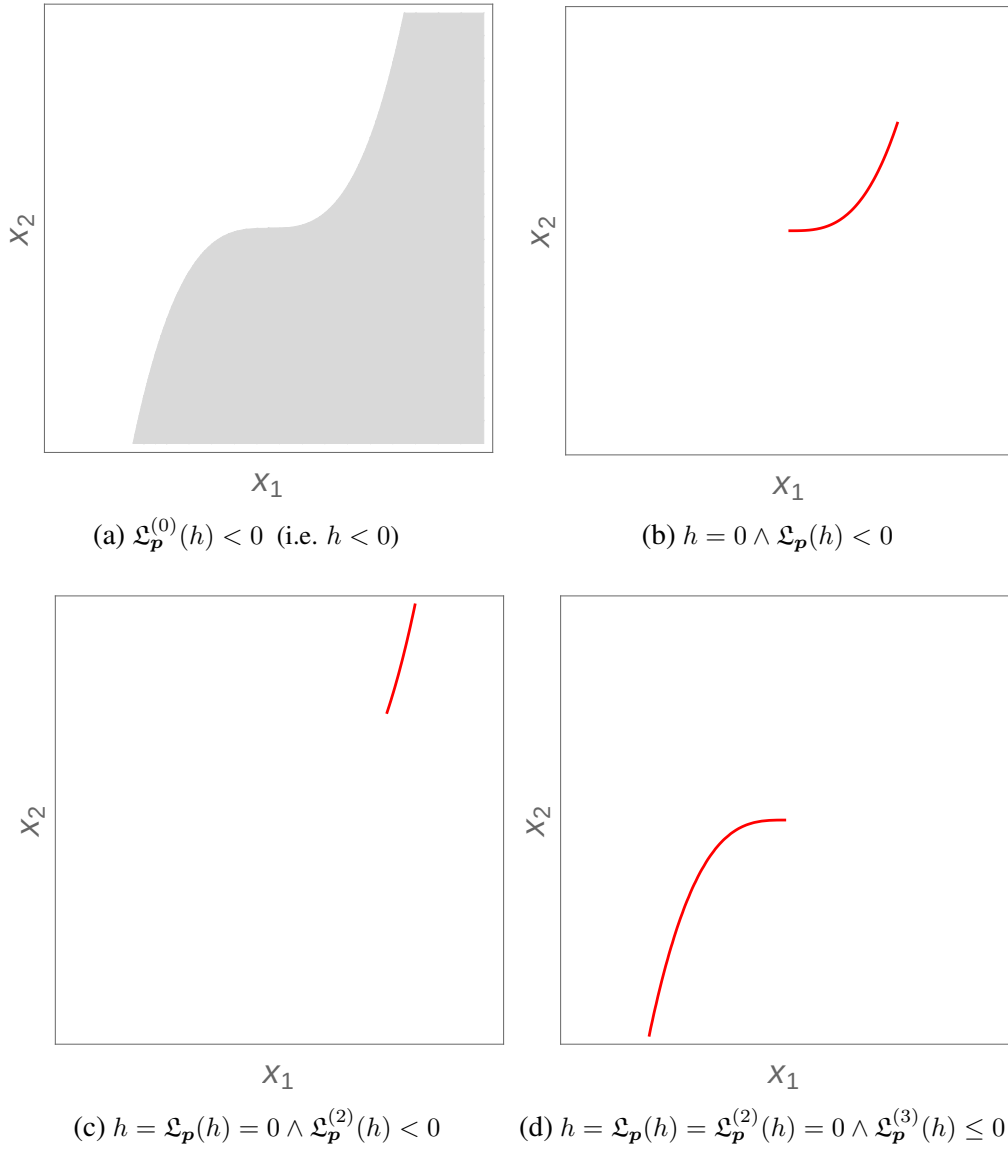 x₂
x₂
x₁
x₁
(a) 𝔏_𝒑^(0)(h) < 0 (i.e. h < 0)
(b) h = 0 ∧ 𝔏_𝒑(h) < 0
x₂
x₂
x₁
x₁
(c) h = 𝔏_𝒑(h) = 0 ∧ 𝔏_𝒑^(2)(h) < 0
(d) h = 𝔏_𝒑(h) = 𝔏_𝒑^(2)(h) = 0 ∧ 𝔏_𝒑^(3)(h) ≤ 0